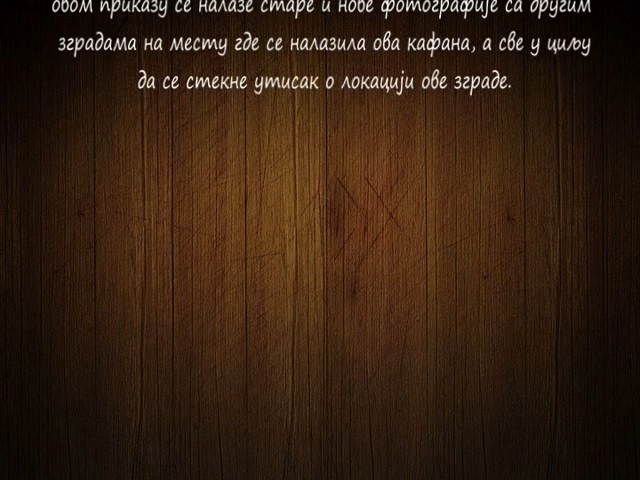 овом приказу се налазе старе и нове фотографије са другим
зградама на месту где се налазила ова кафана, а све у циљу
да се стекне утисак о локацији ове зграде.